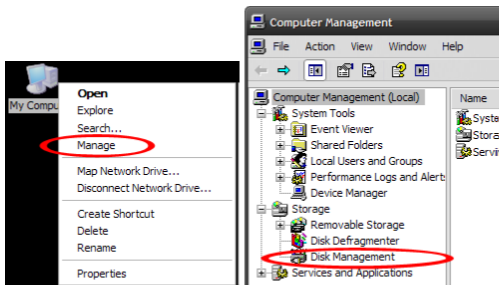 My Compu
Open
Explore
Search...
Manage
Map Network Drive...
Disconnect Network Drive...
Create Shortcut
Delete
Rename
Properties
Computer Management
File Action View Window Help
Computer Management (Local)
System Tools
Event Viewer
Shared Folders
Local Users and Groups
Performance Logs and Alert
Device Manager
Storage
Removable Storage
Disk Defragmenter
Disk Management
Services and Applications
Name
Syste
Stora
Servi